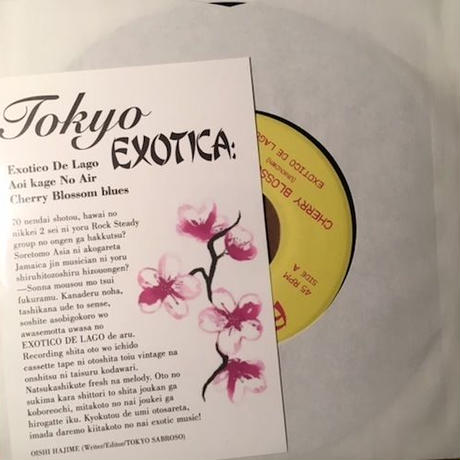 Tokyo
EXOTICA:
Exotico De Lago
Aoi kage No Air
Cherry Blossom blues
70 nendai shotou, hawai no
nikkei 2 sei ni yoru Rock Steady
group no ongen ga hakkutsu?
Soretomo Asia ni akogareta
Jamaica jin musician ni yoru
shiruhitozoshiru hizouongen?
—Sonna mousou mo tsui
fukuramu. Kanaderu noha,
tashikana ude to sense,
soshite asobigokoro wo
awasemotta uwasa no
EXOTICO DE LAGO de aru.
Recording shita oto wo ichido
cassette tape ni otoshita toiu vintage na
onshitsu ni taisuru kodawari.
Natsukashikute fresh na melody. Oto no
sukima kara shittori to shita joukan ga
koboreochi, mitakoto no nai joukei ga
hirogatte iku. Kyokutou de umi otosareta,
imada daremo kiitakoto no nai exotic music!
OISHI HAJIME (Writer/Editor/TOKYO SABROSO)
CHERRY BLOSS
(Unknown)
EXOTICO DE LAGO
45 RPM
SIDE A